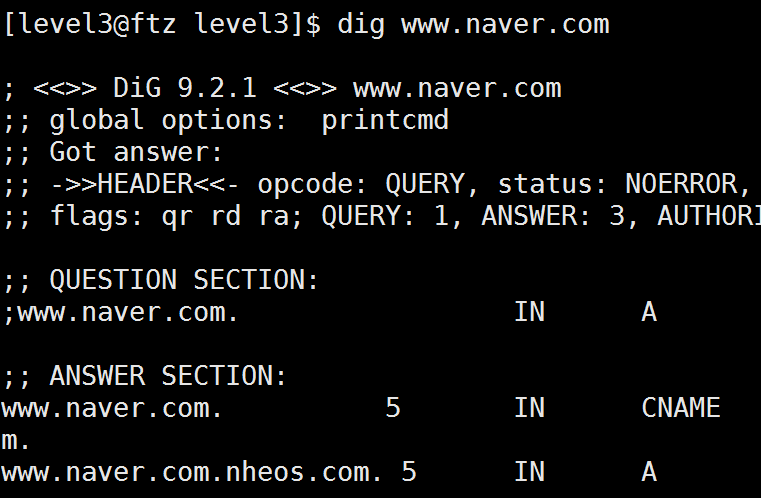 [level3@ftz level3]$ dig www.naver.com
; <<>> DiG 9.2.1 <<>> www.naver.com
;; global options:  printcmd
;; Got answer:
;; ->>HEADER<<- opcode: QUERY, status: NOERROR,
;; flags: qr rd ra; QUERY: 1, ANSWER: 3, AUTHORI
;; QUESTION SECTION:
;www.naver.com.                 IN      A
;; ANSWER SECTION:
www.naver.com.          5       IN      CNAME
m.
www.naver.com.nheos.com. 5      IN      A